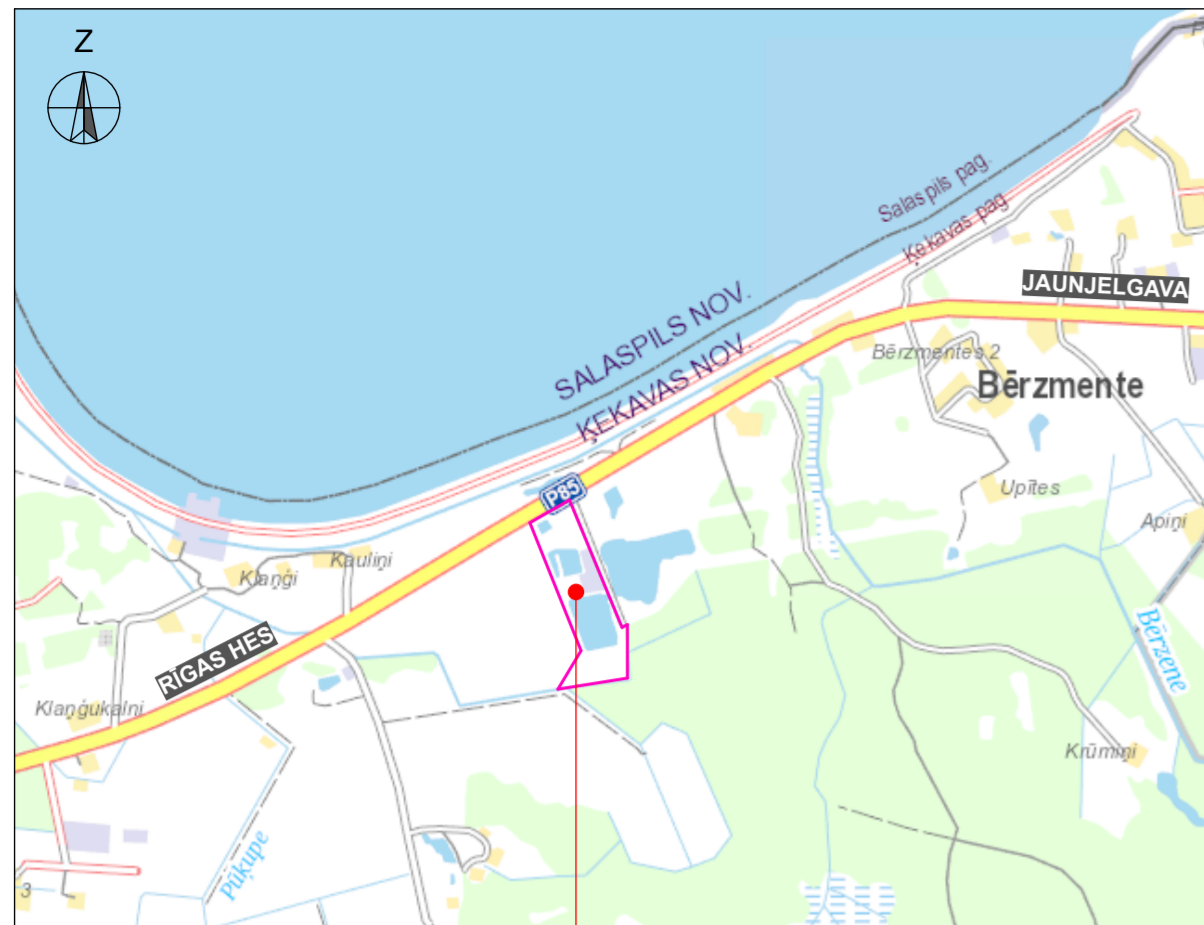 Z
Salaspils pag.
Ķekavas pag
JAUNJELGAVA
SALASPILS NOV.
ĶEKAVAS NOV.
Bērzmentes 2
Bērzmente
P85
Upītes
Apiņi
Kauliņi
Klaņģi
Bērzene
RĪGAS HES
Klaņģukalni
Krūmiņi
Pūķupe
3